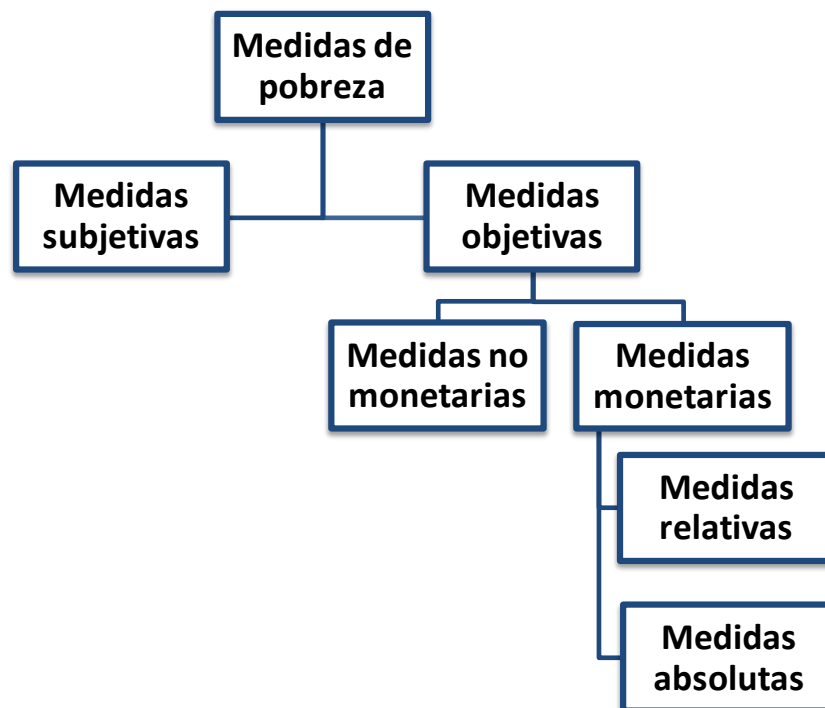 Medidas de
pobreza
Medidas
subjetivas
Medidas
objetivas
Medidas no
monetarias
Medidas
monetarias
Medidas
relativas
Medidas
absolutas